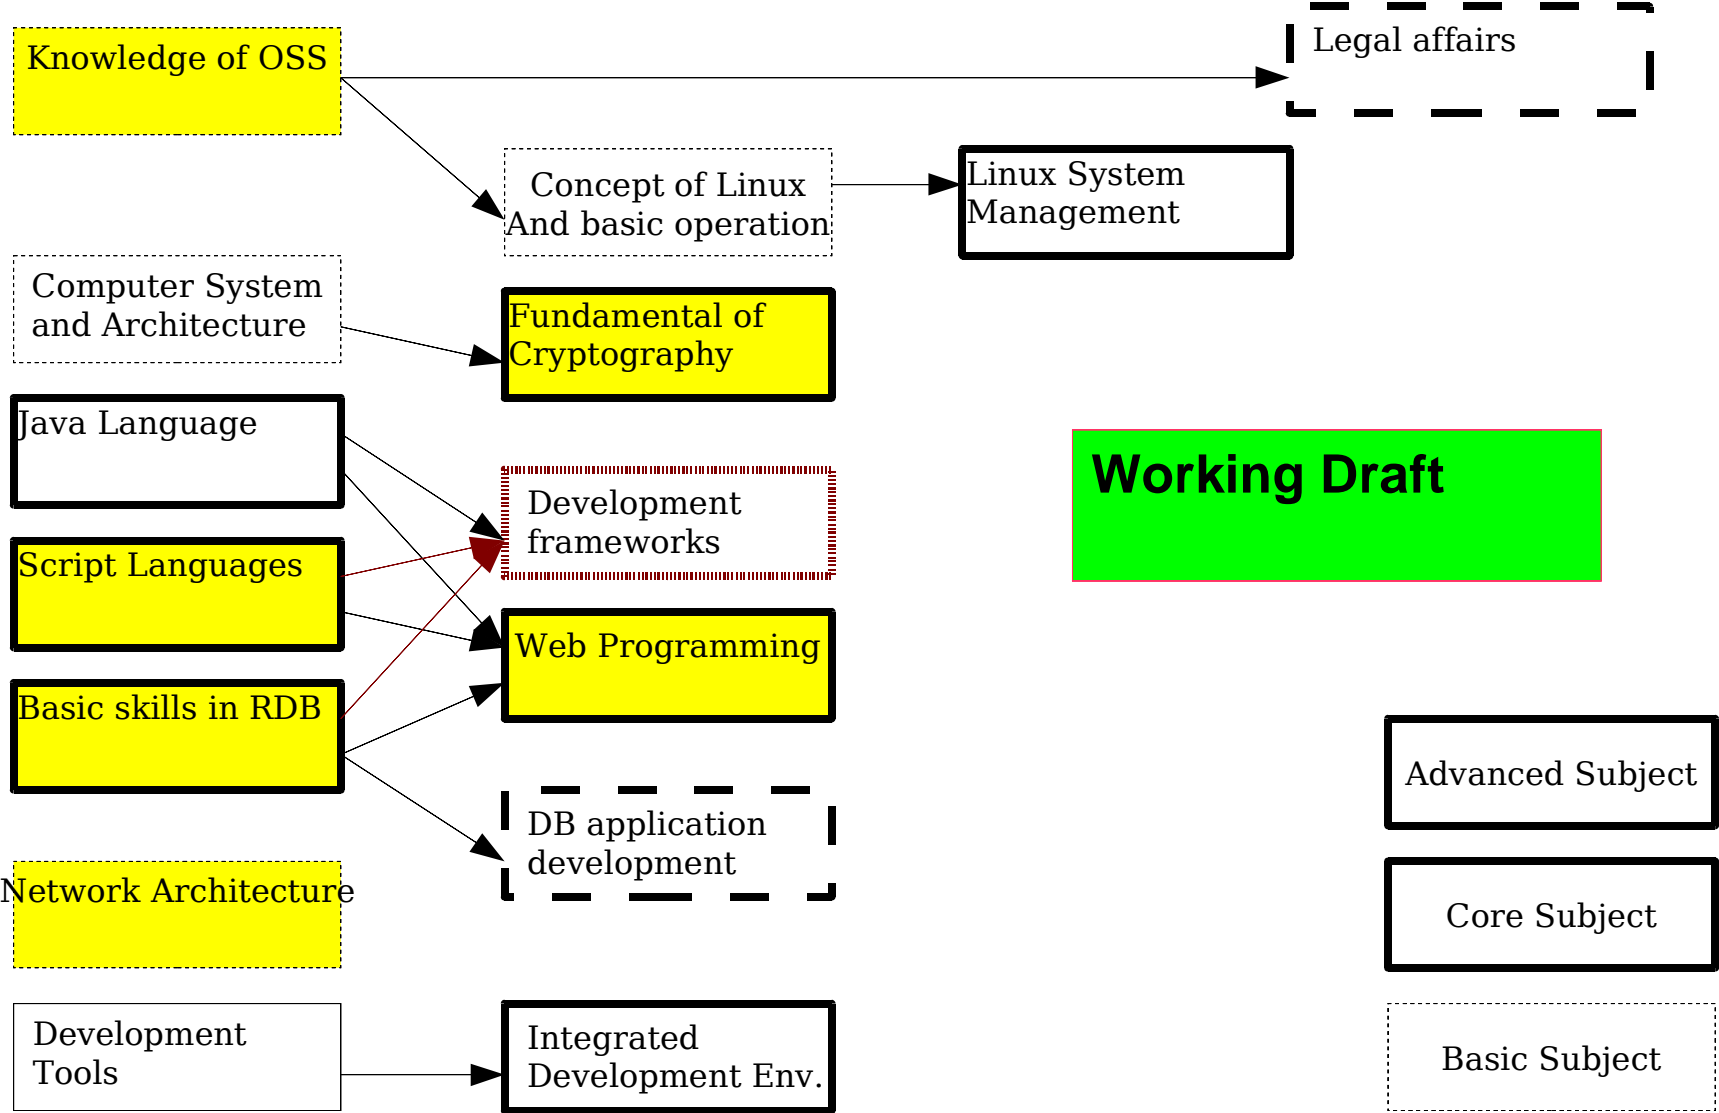 Knowledge of OSS
Legal affairs
Concept of Linux
And basic operation
Linux System
Management
Computer System
and Architecture
Fundamental of
Cryptography
Java Language
Development
frameworks
Working Draft
Script Languages
Web Programming
Basic skills in RDB
DB application
development
Advanced Subject
Network Architecture
Core Subject
Development
Tools
Integrated
Development Env.
Basic Subject